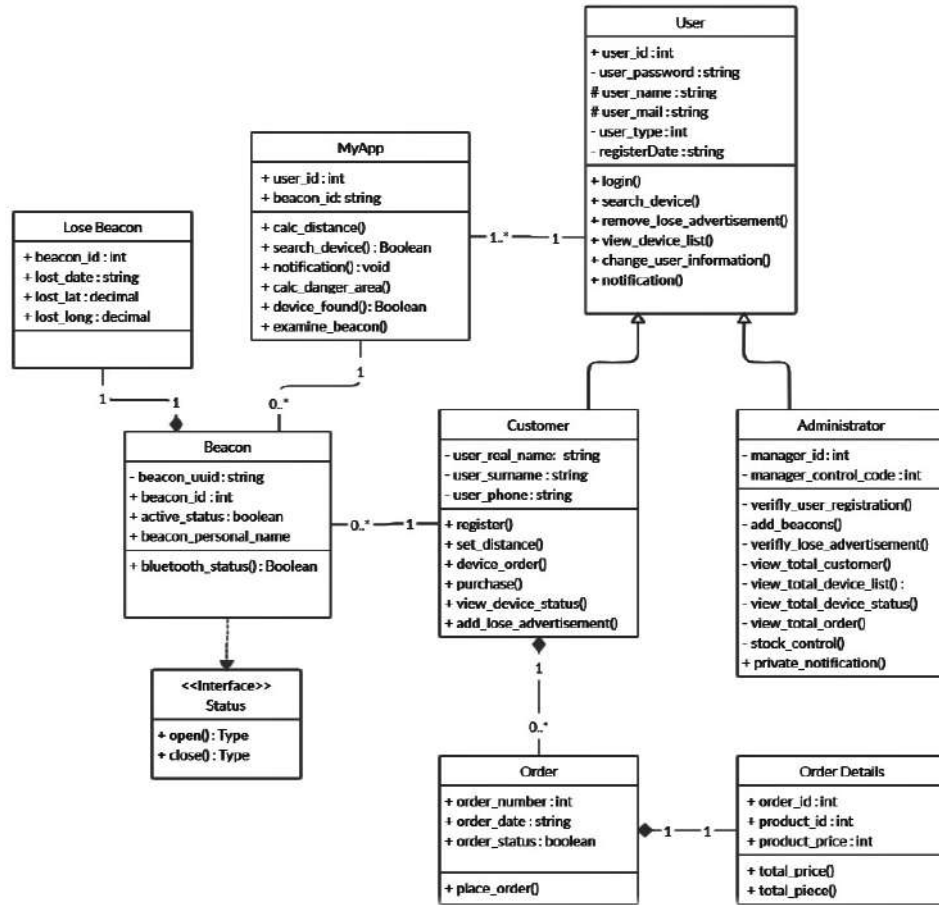 User
+ user_id : int
- user_password : string
# user_name : string
# user_mail : string
- user_type : int
- registerDate : string
+ login()
+ search_device()
+ remove_lose_advertisement()
+ view_device_list()
+ change_user_information()
+ notification()
MyApp
+ user_id : int
+ beacon_id: string
+ calc_distance()
+ search_device() : Boolean
+ notification() : void
+ calc_danger_area()
+ device_found() : Boolean
+ examine_beacon()
1..*
1
Lose Beacon
+ beacon_id : int
+ lost_date : string
+ lost_lat : decimal
+ lost_long : decimal
1
1
1
0..*
Beacon
- beacon_uuid : string
+ beacon_id : int
+ active_status : boolean
+ beacon_personal_name
+ bluetooth_status() : Boolean
0..*
1
Customer
- user_real_name: string
- user_surname : string
- user_phone : string
+ register()
+ set_distance()
+ device_order()
+ purchase()
+ view_device_status()
+ add_lose_advertisement()
Administrator
- manager_id : int
- manager_control_code : int
- verifly_user_registration()
- add_beacons()
- verifly_lose_advertisement()
- view_total_customer()
- view_total_device_list() :
- view_total_device_status()
- view_total_order()
- stock_control()
+ private_notification()
<<Interface>>
Status
+ open() : Type
+ close() : Type
1
0..*
Order
+ order_number : int
+ order_date : string
+ order_status : boolean
+ place_order()
1
1
Order Details
+ order_id : int
+ product_id : int
+ product_price : int
+ total_price()
+ total_piece()